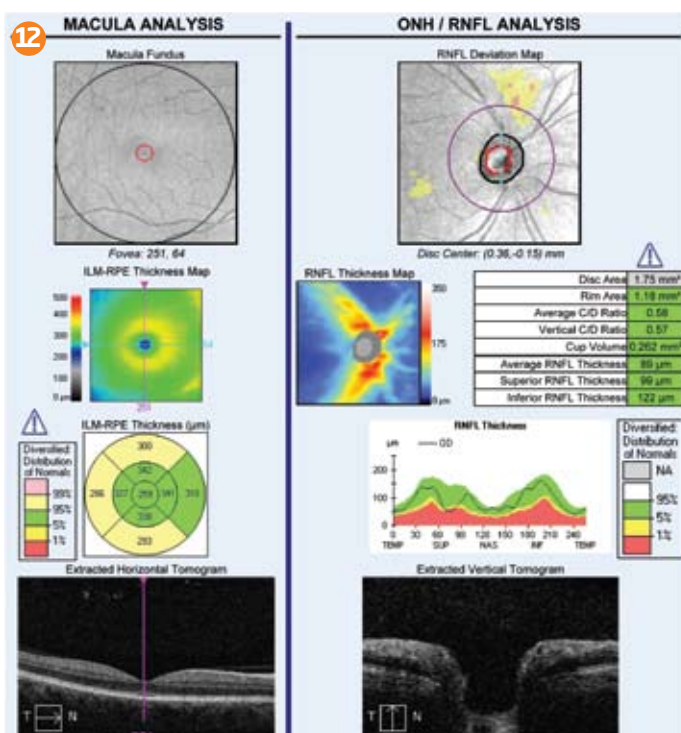 12
MACULA ANALYSIS
Macula Fundus
Fovea: 251, 64
ILM-RPE Thickness Map
500
400
300
200
100
0 µm
251
ILM-RPE Thickness (µm)
Diversified:
Distribution
of Normals
99%
95%
5%
1%
300
342
286
327
259
341
310
293
Extracted Horizontal Tomogram
T
N
ONH / RNFL ANALYSIS
RNFL Deviation Map
Disc Center: (0.36,-0.15) mm
RNFL Thickness Map
350
175
0 µm
Disc Area 1.75 mm²
Rim Area 1.18 mm²
Average C/D Ratio 0.58
Vertical C/D Ratio 0.57
Cup Volume 0.262 mm³
Average RNFL Thickness 89 µm
Superior RNFL Thickness 99 µm
Inferior RNFL Thickness 122 µm
RNFL Thickness
µm
OD
200
100
0
0 30 60 90 120 150 180 210 240
TEMP SUP NAS INF TEMP
Diversified:
Distribution
of Normals
NA
95%
5%
1%
Extracted Vertical Tomogram
T
N